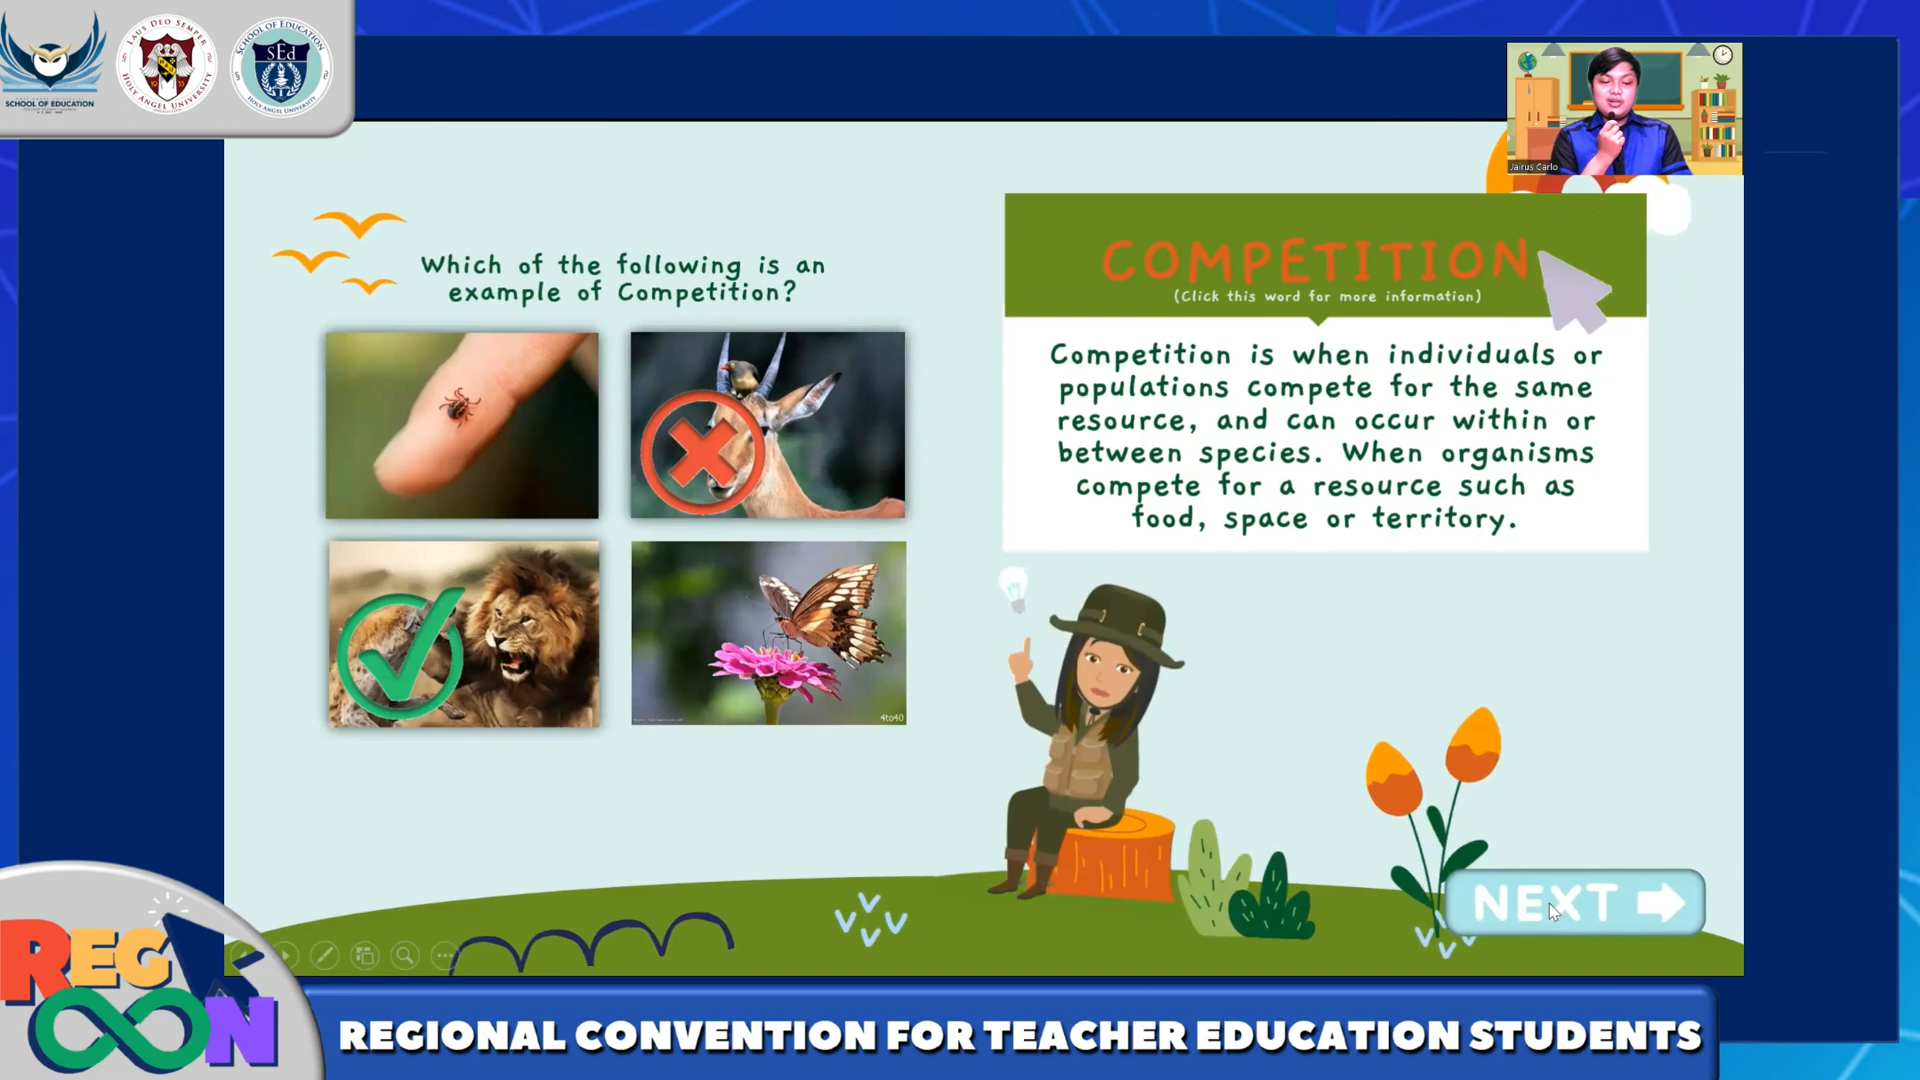 SCHOOL OF EDUCATION
LAUS DEO SEMPER
HOLY ANGEL UNIVERSITY
SCHOOL OF EDUCATION
SEd
HOLY ANGEL UNIVERSITY
Jairus Carlo
Which of the following is an
example of Competition?
COMPETITION
(Click this word for more information)
Competition is when individuals or
populations compete for the same
resource, and can occur within or
between species. When organisms
compete for a resource such as
food, space or territory.
4to40
NEXT
REG
N
REGIONAL CONVENTION FOR TEACHER EDUCATION STUDENTS